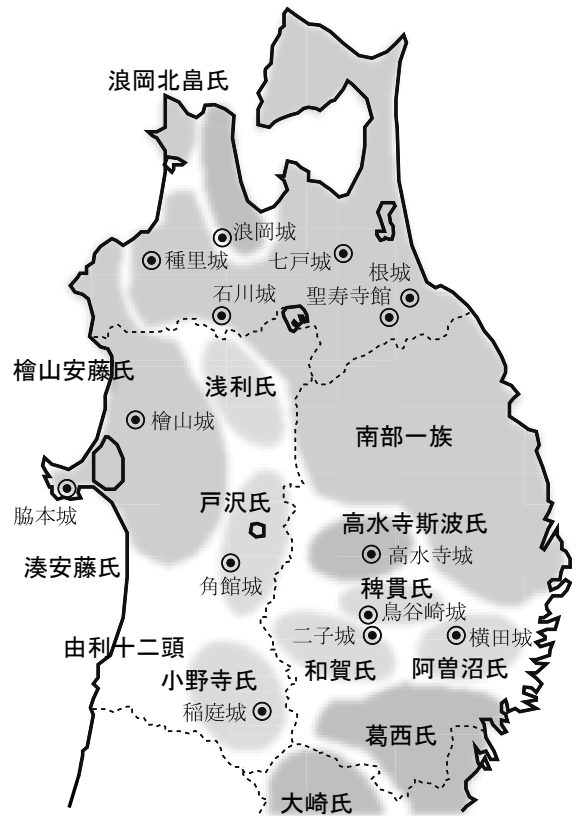 浪岡北畠氏
浪岡城
種里城
七戸城
根城
石川城
聖寿寺館
檜山安藤氏
浅利氏
檜山城
南部一族
戸沢氏
脇本城
高水寺斯波氏
高水寺城
湊安藤氏
角館城
稗貫氏
鳥谷崎城
二子城
横田城
由利十二頭
和賀氏
阿曽沼氏
小野寺氏
稲庭城
葛西氏
大崎氏